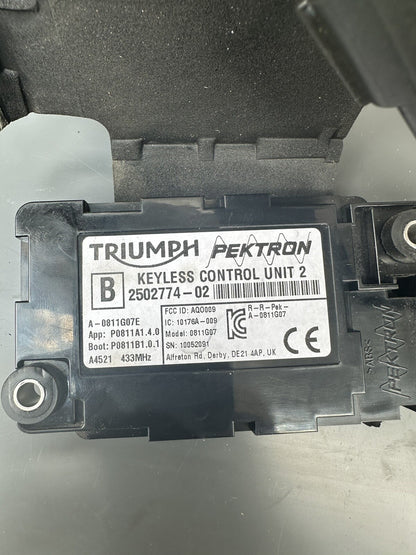 TRIUMPH PEKTRON
B KEYLESS CONTROL UNIT 2
2502774-02
A-0811G07E
App: P0811A1.4.0
Boot: P0811B1.0.1
A4521 433MHz
FCC ID: AQO009
IC: 10176A-009
Model: 0811G07
SN: 10052091
Alfreton Rd, Derby, DE21 4AP, UK
R-R-Pek-
A-0811G07
CE
PEKTRON